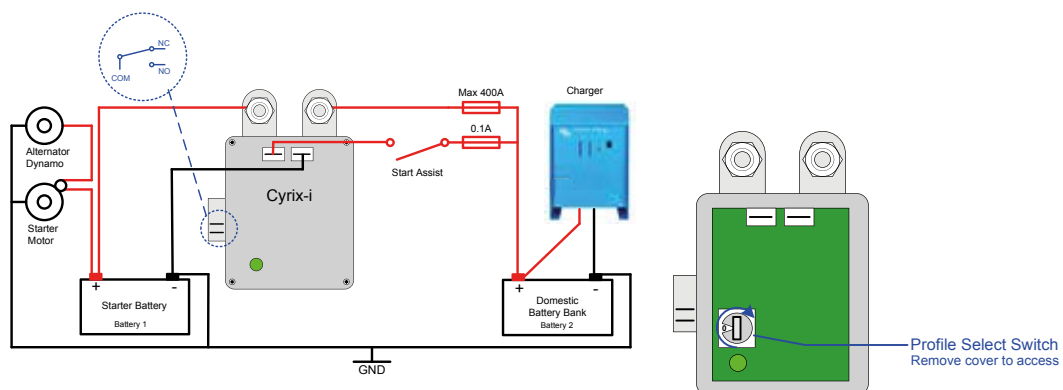 NC
COM
NO
Max 400A
Charger
0.1A
Alternator
Dynamo
Start Assist
Cyrix-i
Starter
Motor
+
-
Starter Battery
Battery 1
+
-
Domestic
Battery Bank
Battery 2
GND
Profile Select Switch
Remove cover to access